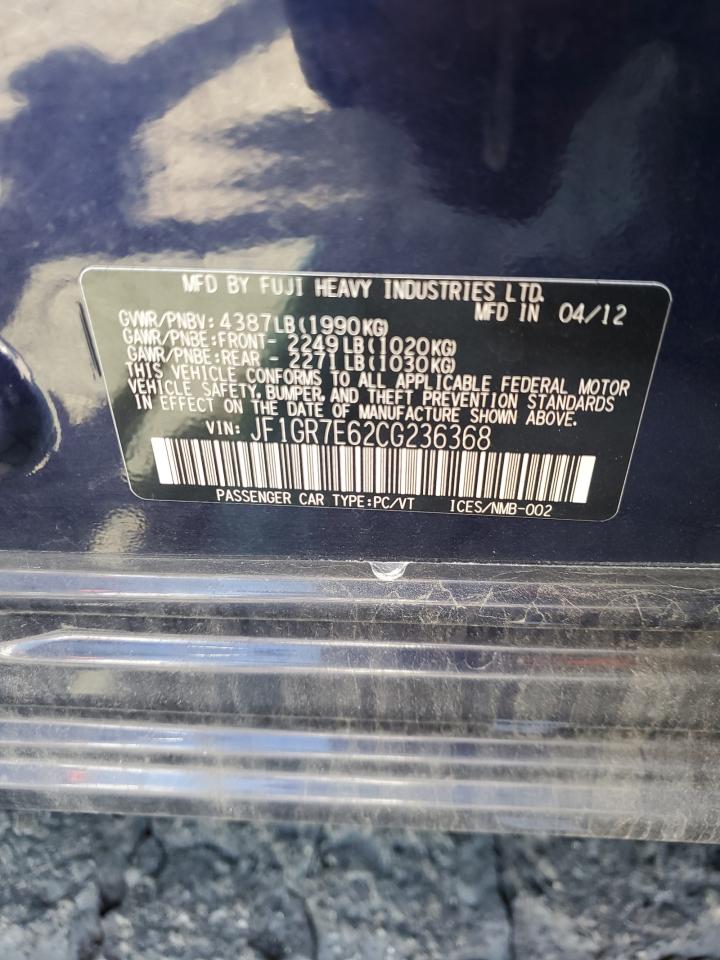 MFD BY FUJI HEAVY INDUSTRIES LTD.
MFD IN 04/12
GVWR/PNBV: 4387LB(1990KG)
GAWR/PNBE:FRONT- 2249LB(1020KG)
GAWR/PNBE:REAR - 2271LB(1030KG)
THIS VEHICLE CONFORMS TO ALL APPLICABLE FEDERAL MOTOR
VEHICLE SAFETY, BUMPER, AND THEFT PREVENTION STANDARDS
IN EFFECT ON THE DATE OF MANUFACTURE SHOWN ABOVE.
VIN: JF1GR7E62CG236368
PASSENGER CAR TYPE:PC/VT ICES/NMB-002